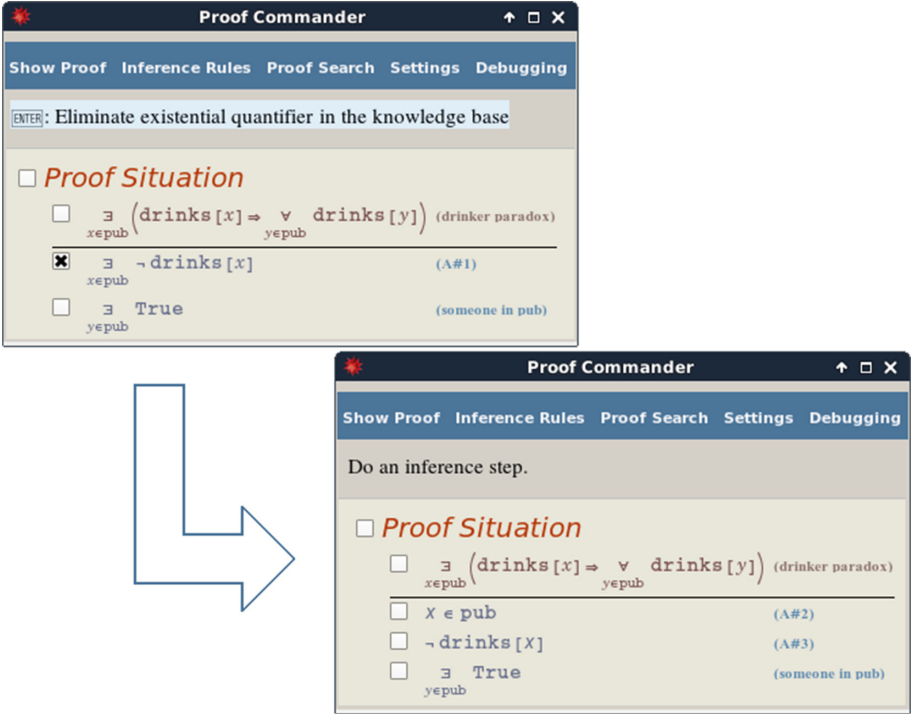 Proof Commander
Show Proof Inference Rules Proof Search Settings Debugging
ENTER: Eliminate existential quantifier in the knowledge base
Proof Situation
∃ (drinks[x]⇒ ∀ drinks[y]) (drinker paradox)
x∈pub y∈pub
∃ ¬drinks[x] (A#1)
x∈pub
∃ True (someone in pub)
y∈pub
Proof Commander
Show Proof Inference Rules Proof Search Settings Debugging
Do an inference step.
Proof Situation
∃ (drinks[x]⇒ ∀ drinks[y]) (drinker paradox)
x∈pub y∈pub
X ∈ pub (A#2)
¬drinks[X] (A#3)
∃ True (someone in pub)
y∈pub